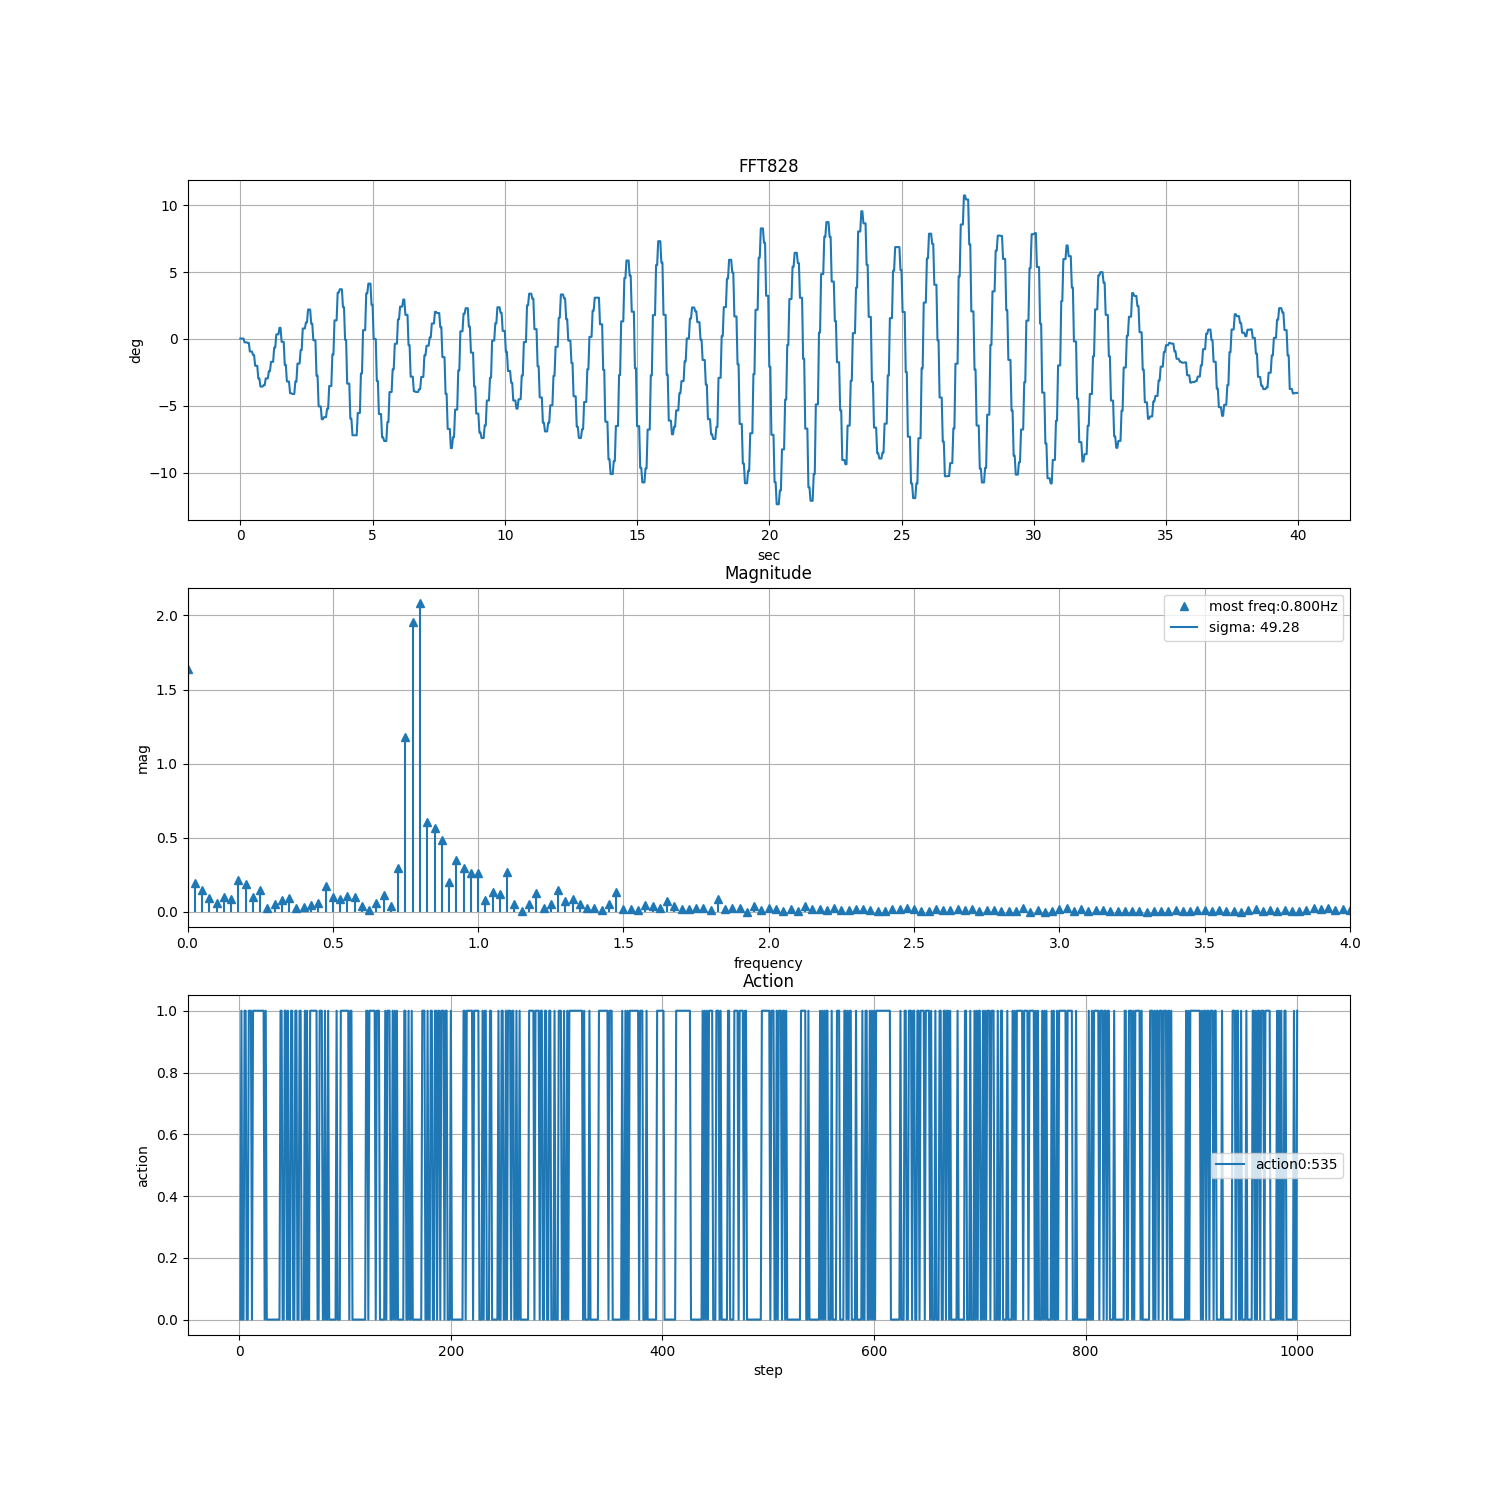 FFT828
10
5
0
−5
−10
deg
0 5 10 15 20 25 30 35 40
sec
Magnitude
most freq:0.800Hz
sigma: 49.28
2.0
1.5
1.0
0.5
0.0
mag
0.0 0.5 1.0 1.5 2.0 2.5 3.0 3.5 4.0
frequency
Action
1.0
0.8
0.6
0.4
0.2
0.0
action
action0:535
0 200 400 600 800 1000
step